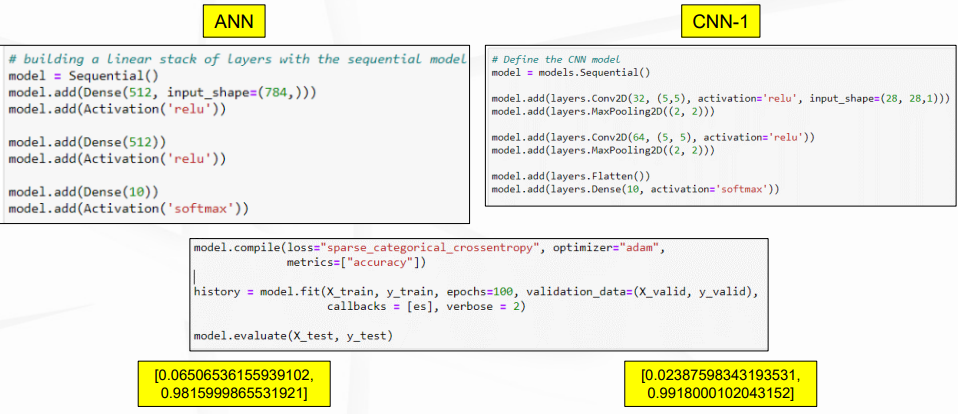 ANN
# building a linear stack of layers with the sequential model
model = Sequential()
model.add(Dense(512, input_shape=(784,)))
model.add(Activation('relu'))
model.add(Dense(512))
model.add(Activation('relu'))
model.add(Dense(10))
model.add(Activation('softmax'))
CNN-1
# Define the CNN model
model = models.Sequential()
model.add(layers.Conv2D(32, (5,5), activation='relu', input_shape=(28, 28,1)))
model.add(layers.MaxPooling2D((2, 2)))
model.add(layers.Conv2D(64, (5, 5), activation='relu'))
model.add(layers.MaxPooling2D((2, 2)))
model.add(layers.Flatten())
model.add(layers.Dense(10, activation='softmax'))
model.compile(loss="sparse_categorical_crossentropy", optimizer="adam",
metrics=["accuracy"])
history = model.fit(X_train, y_train, epochs=100, validation_data=(X_valid, y_valid),
callbacks = [es], verbose = 2)
model.evaluate(X_test, y_test)
[0.06506536155939102,
0.9815999865531921]
[0.02387598343193531,
0.9918000102043152]